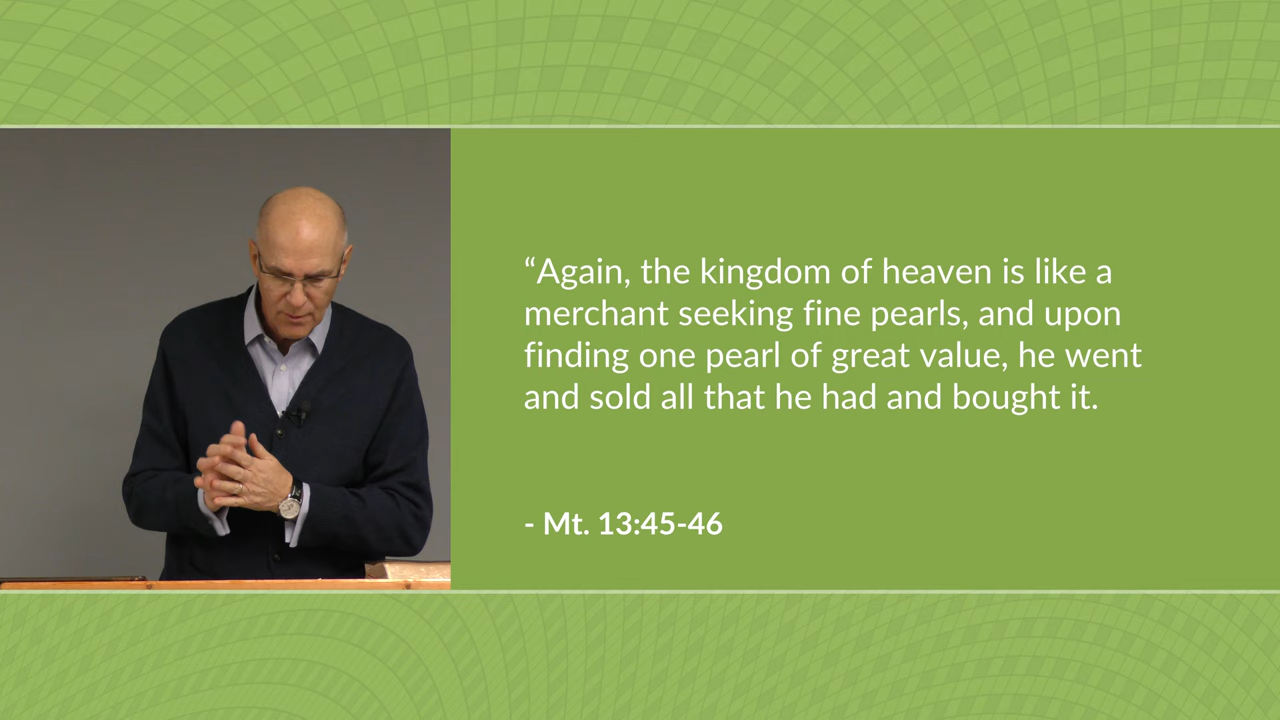 “Again, the kingdom of heaven is like a
merchant seeking fine pearls, and upon
finding one pearl of great value, he went
and sold all that he had and bought it.
- Mt. 13:45-46